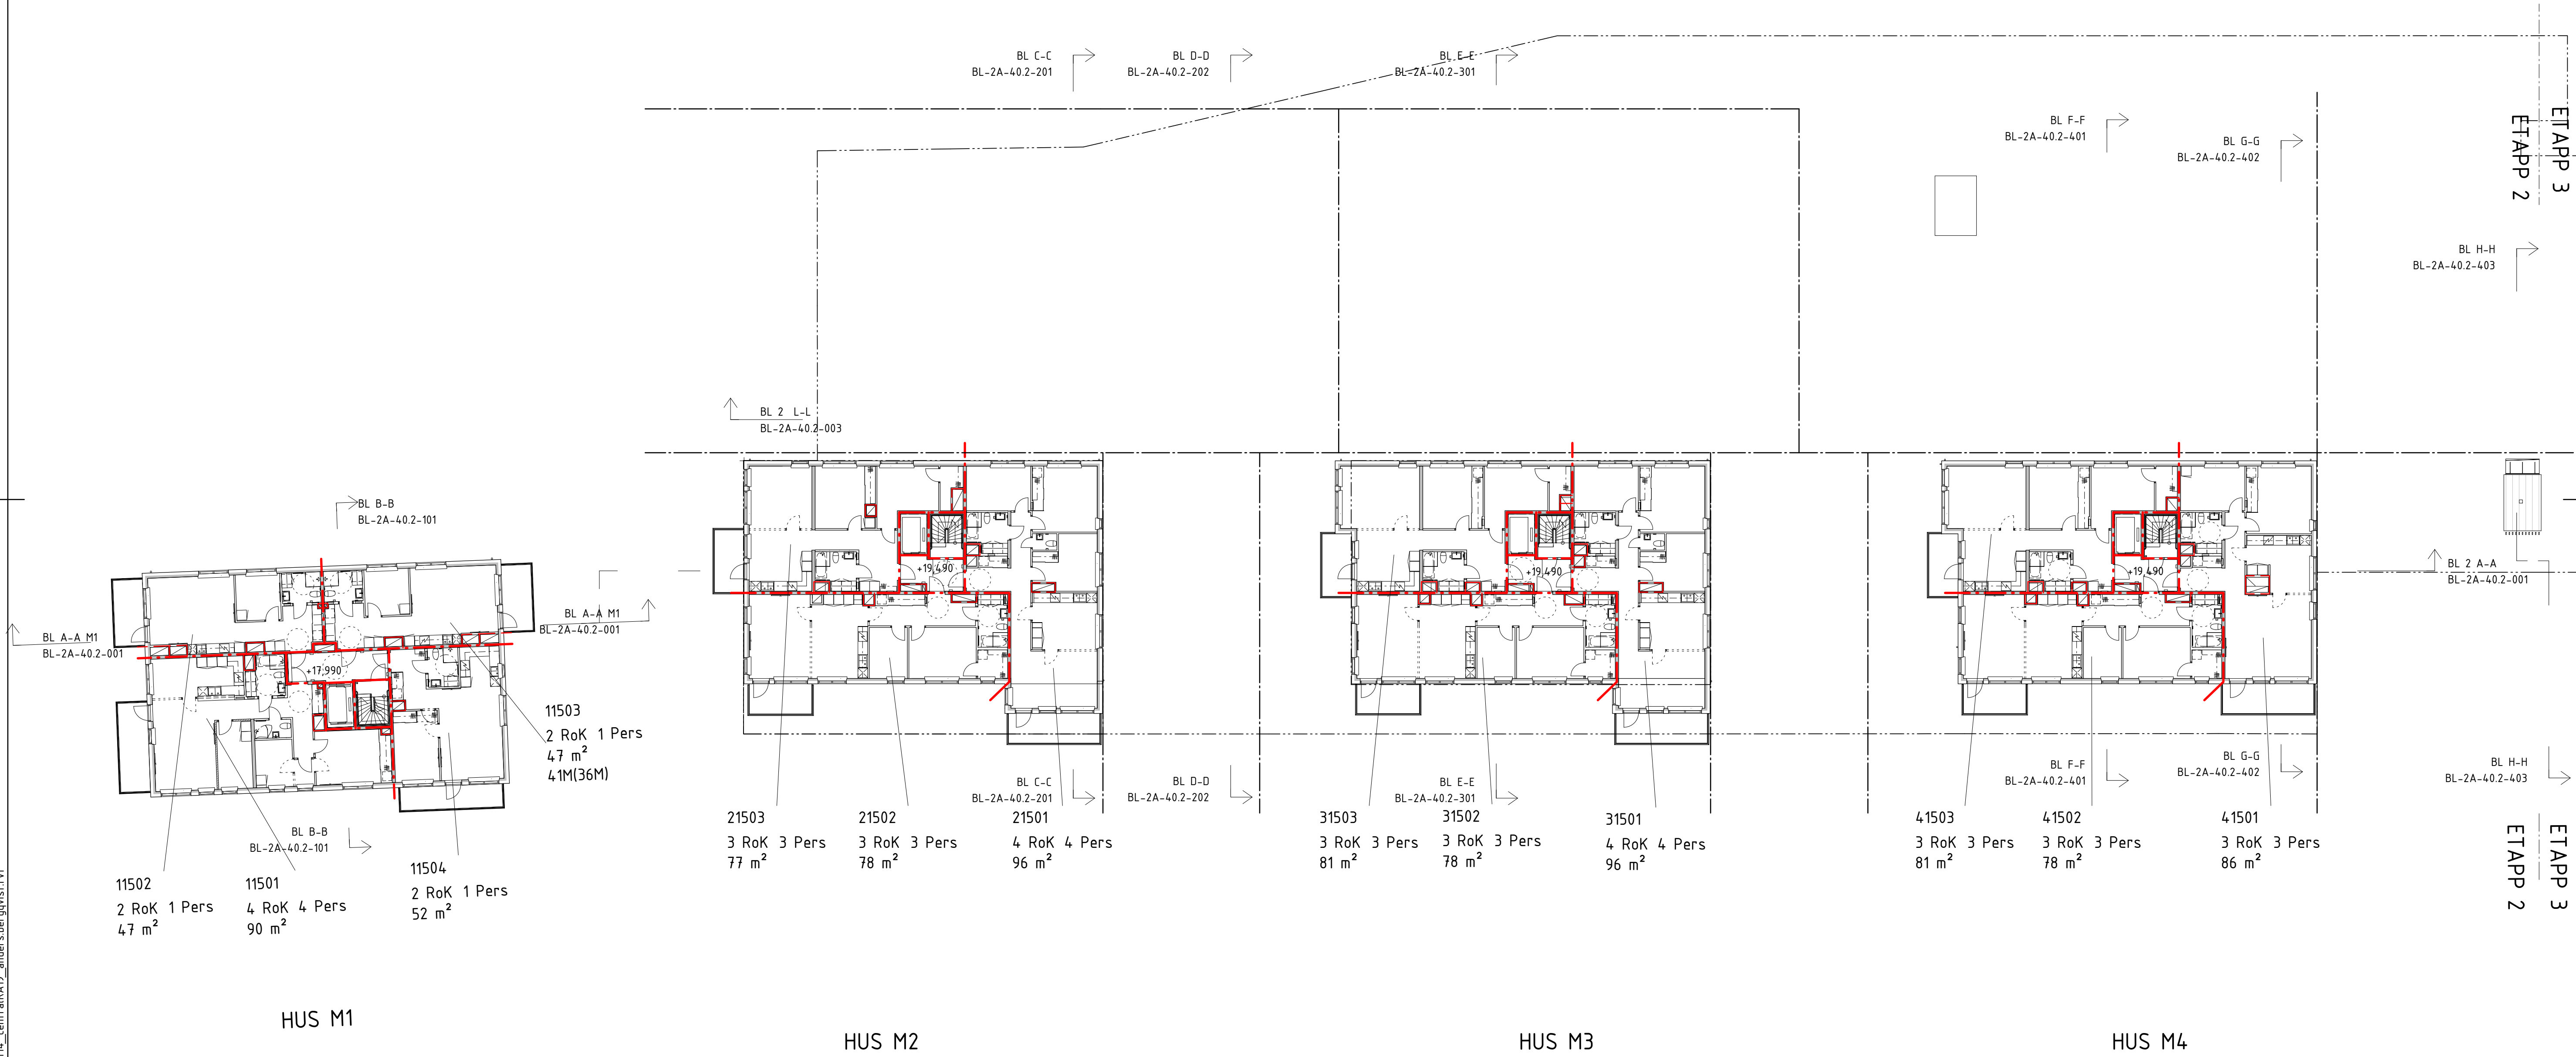 BL C-C
BL-2A-40.2-201
BL D-D
BL-2A-40.2-202
BL E-E
BL-2A-40.2-301
BL F-F
BL-2A-40.2-401
BL G-G
BL-2A-40.2-402
ETAPP 2
ETAPP 3
BL H-H
BL-2A-40.2-403
BL 2 L-L
BL-2A-40.2-003
BL B-B
BL-2A-40.2-101
BL A-A M1
BL-2A-40.2-001
BL A-A M1
BL-2A-40.2-001
BL 2 A-A
BL-2A-40.2-001
+17,990
+19,490
+19,490
+19,490
11503
2 RoK 1 Pers
47 m²
41M(36M)
BL C-C
BL-2A-40.2-201
BL D-D
BL-2A-40.2-202
BL E-E
BL-2A-40.2-301
BL F-F
BL-2A-40.2-401
BL G-G
BL-2A-40.2-402
BL H-H
BL-2A-40.2-403
BL B-B
BL-2A-40.2-101
11502
2 RoK 1 Pers
47 m²
11501
4 RoK 4 Pers
90 m²
11504
2 RoK 1 Pers
52 m²
21503
3 RoK 3 Pers
77 m²
21502
3 RoK 3 Pers
78 m²
21501
4 RoK 4 Pers
96 m²
31503
3 RoK 3 Pers
81 m²
31502
3 RoK 3 Pers
78 m²
31501
4 RoK 4 Pers
96 m²
41503
3 RoK 3 Pers
81 m²
41502
3 RoK 3 Pers
78 m²
41501
3 RoK 3 Pers
86 m²
ETAPP 2
ETAPP 3
HUS M1
HUS M2
HUS M3
HUS M4